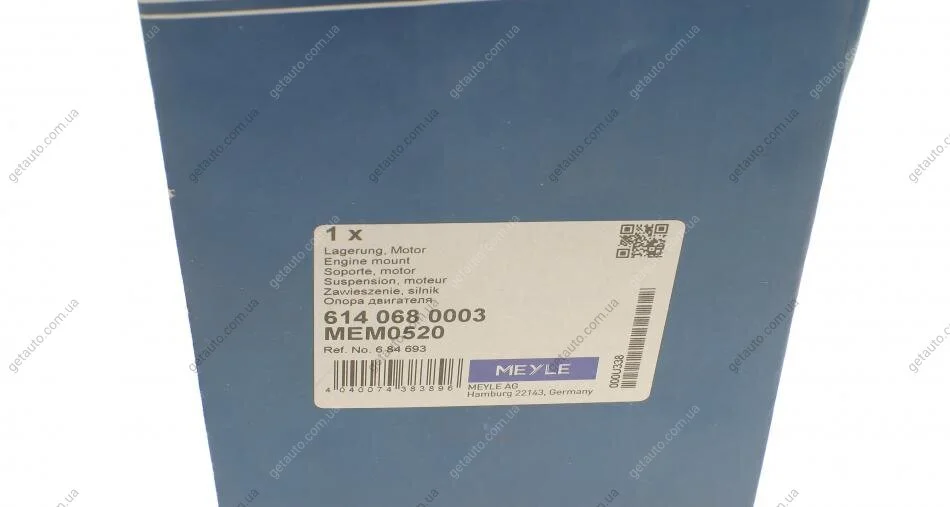 1 x
Lagerung, Motor
Engine mount
Soporte, motor
Suspension, moteur
Zawieszenie, silnik
Опора двигателя
614 068 0003
MEM0520
Ref. No. 6 84 693
4 040074 383896
MEYLE
MEYLE AG
Hamburg 22143, Germany
000U338
getauto.com.ua